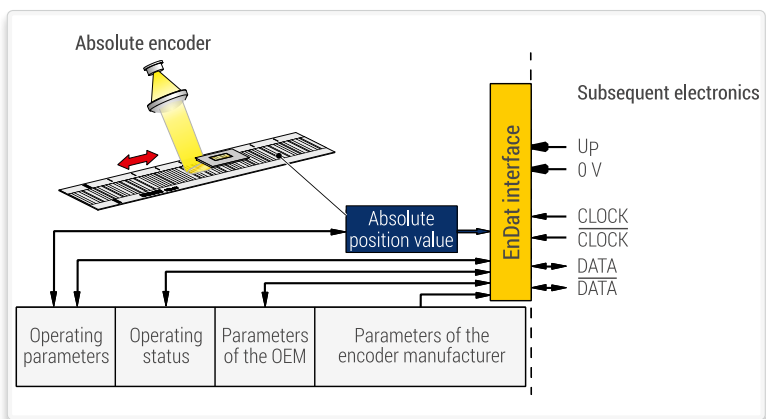 Absolute encoder
Subsequent electronics
EnDat interface
Up
0 V
Absolute
position value
CLOCK
CLOCK
DATA
DATA
Operating
parameters
Operating
status
Parameters
of the OEM
Parameters of the
encoder manufacturer